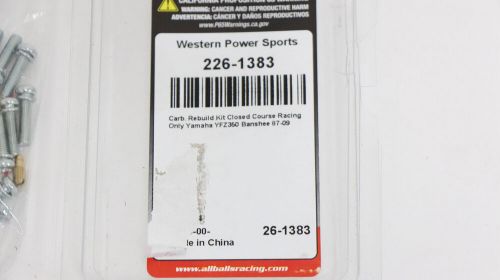 CALIFORNIA PROPOSITION 65
WARNING: CANCER AND REPRODUCTIVE HARM
ADVERTENCIA: CÁNCER Y DAÑOS REPRODUCTIVOS
www.P65Warnings.ca.gov
Western Power Sports
226-1383
Carb. Rebuild Kit Closed Course Racing
Only Yamaha YFZ350 Banshee 87-09
-00-
26-1383
in China
www.allballsracing.com